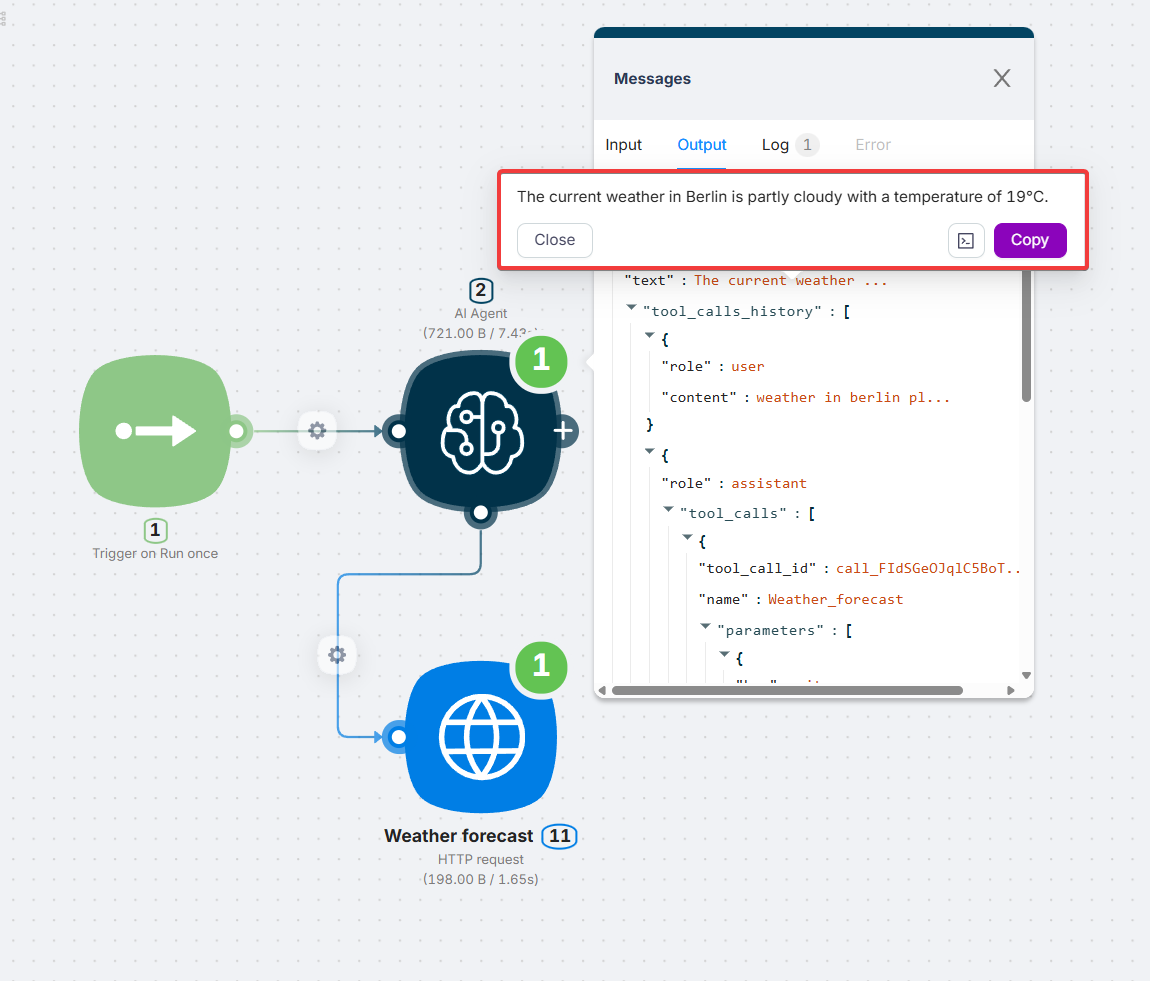 Messages
Input Output Log 1 Error
The current weather in Berlin is partly cloudy with a temperature of 19°C.
Close Copy
"text" : The current weather ...
"tool_calls_history" : [
{
"role" : user
"content" : weather in berlin pl...
}
{
"role" : assistant
"tool_calls" : [
{
"tool_call_id" : call_FIdSGeOJqlC5BoT..
"name" : Weather_forecast
"parameters" : [
{
2
AI Agent
(721.00 B / 7.43s
1
1
Trigger on Run once
1
Weather forecast 11
HTTP request
(198.00 B / 1.65s)